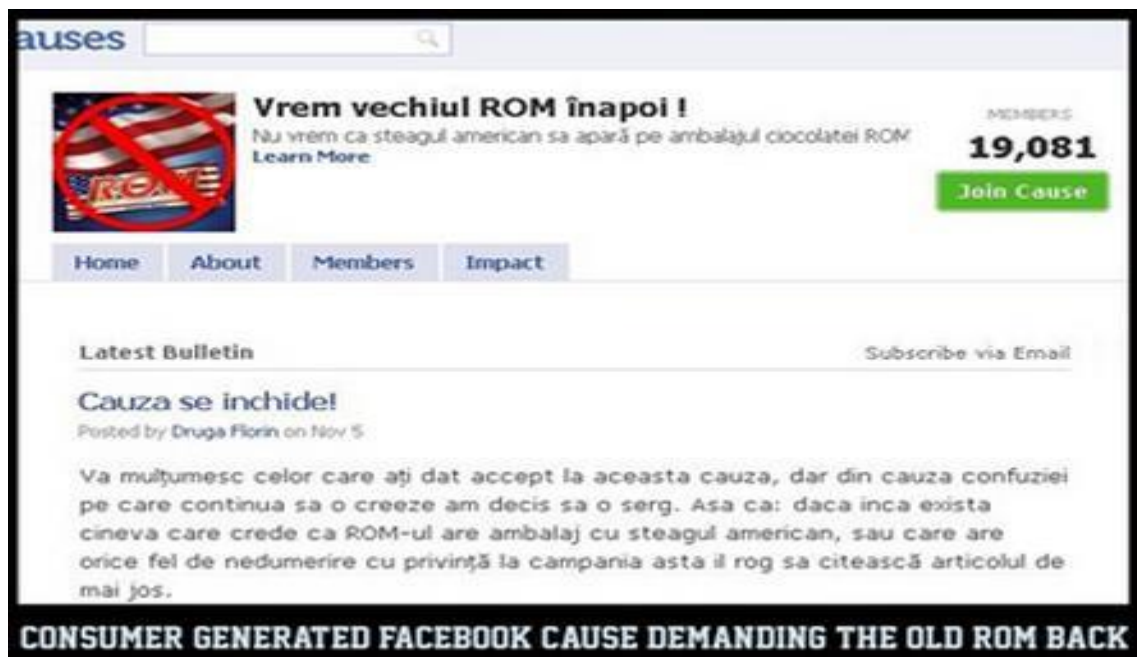 auses
Vrem vechiul ROM înapoi !
MEMBERS
Nu vrem ca steagul american sa apară pe ambalajul ciocolatei ROM
19,081
Learn More
ROM
Join Cause
Home About Members Impact
Latest Bulletin Subscribe via Email
Cauza se inchide!
Posted by Druga Florin on Nov 5
Va mulțumesc celor care ați dat accept la aceasta cauza, dar din cauza confuziei
pe care continua sa o creeze am decis sa o serg. Asa ca: daca inca exista
cineva care crede ca ROM-ul are ambalaj cu steagul american, sau care are
orice fel de nedumerire cu privință la campania asta il rog sa citească articolul de
mai jos.
CONSUMER GENERATED FACEBOOK CAUSE DEMANDING THE OLD ROM BACK